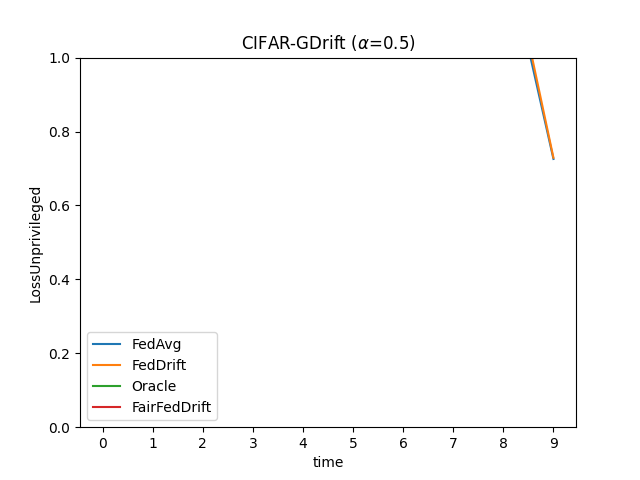 CIFAR-GDrift (α=0.5)
1.0
0.8
0.6
0.4
0.2
0.0
LossUnprivileged
FedAvg
FedDrift
Oracle
FairFedDrift
0 1 2 3 4 5 6 7 8 9
time